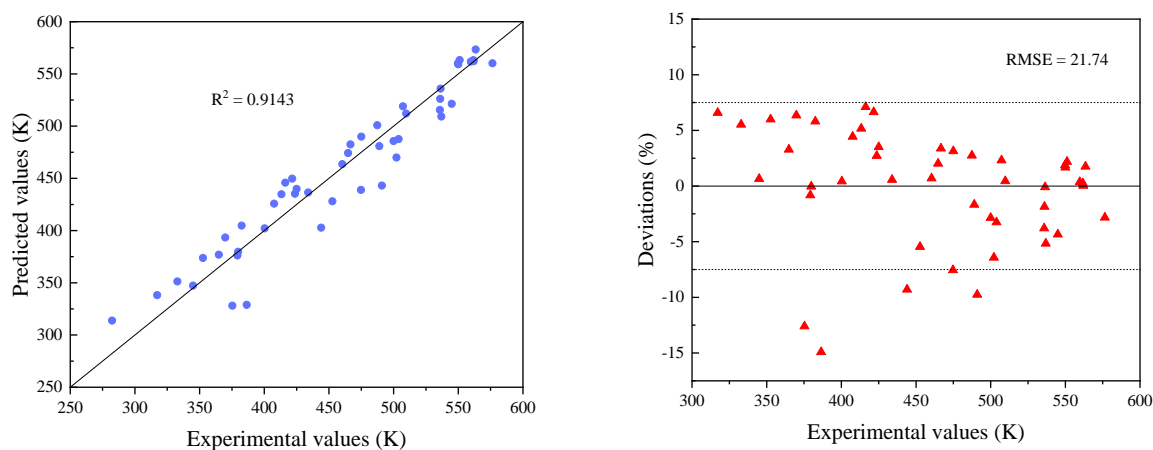 600
550
500
450
400
350
300
250
Predicted values (K)
R² = 0.9143
250 300 350 400 450 500 550 600
Experimental values (K)
15
10
5
0
-5
-10
-15
Deviations (%)
RMSE = 21.74
300 350 400 450 500 550 600
Experimental values (K)